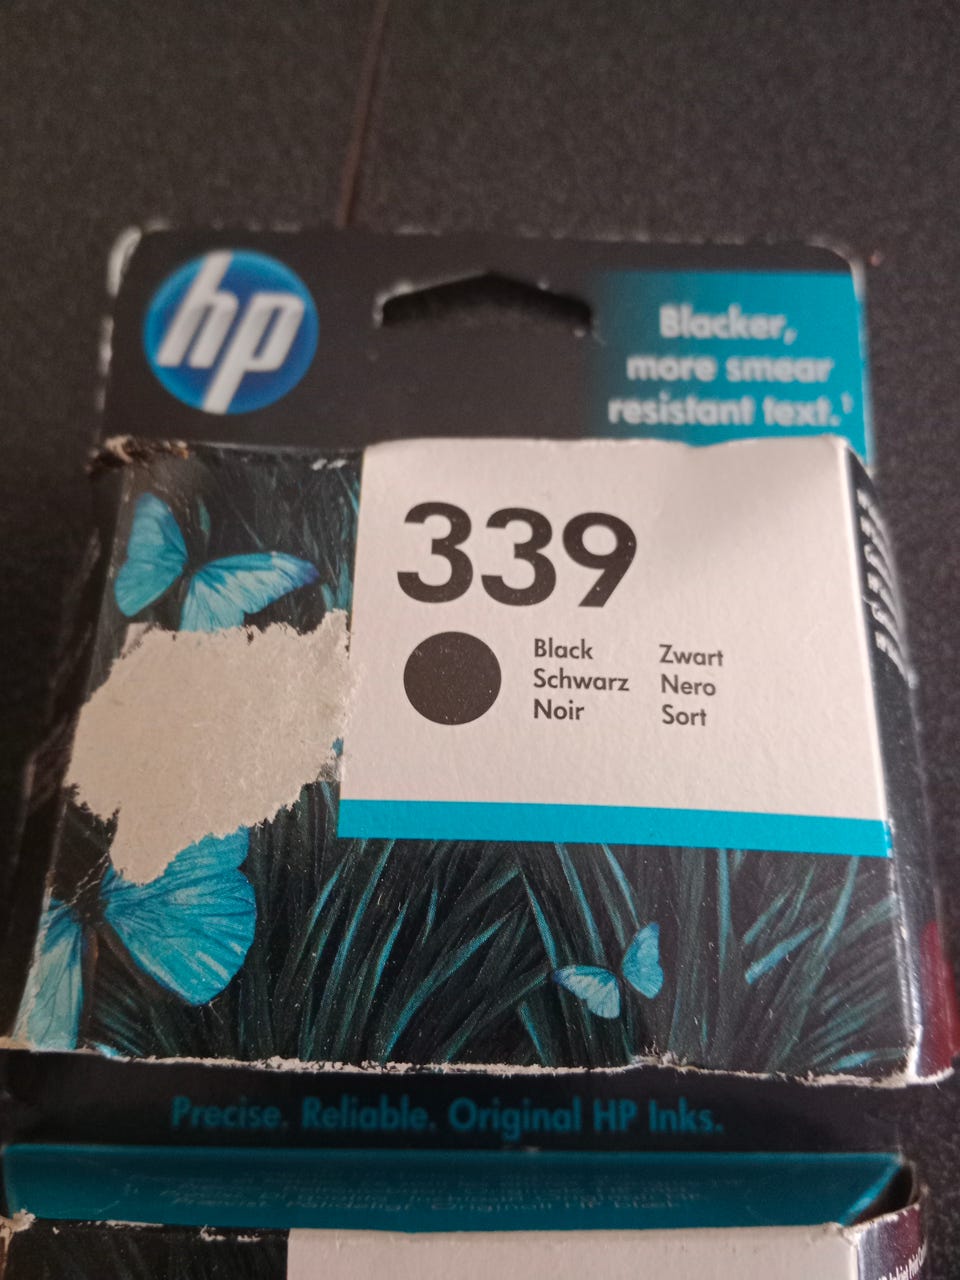 hp
Blacker,
more smear
resistant text.¹
339
Black
Schwarz
Noir
Zwart
Nero
Sort
Precise. Reliable. Original HP Inks.